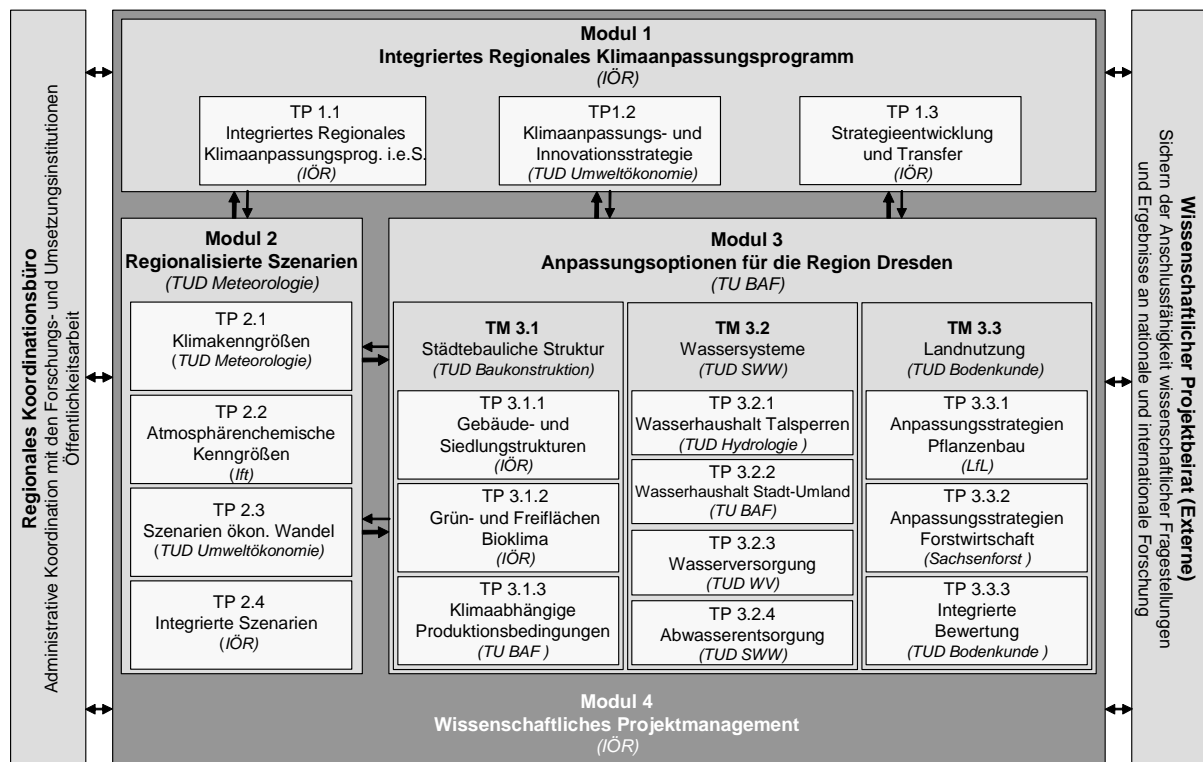 Regionales Koordinationsbüro
Administrative Koordination mit den Forschungs- und Umsetzungsinstitutionen
Öffentlichkeitsarbeit
Modul 1
Integriertes Regionales Klimaanpassungsprogramm
(IÖR)
TP 1.1
Integriertes Regionales
Klimaanpassungsprog. i.e.S.
(IÖR)
TP1.2
Klimaanpassungs- und
Innovationsstrategie
(TUD Umweltökonomie)
TP 1.3
Strategieentwicklung
und Transfer
(IÖR)
Modul 2
Regionalisierte Szenarien
(TUD Meteorologie)
TP 2.1
Klimakenngrößen
(TUD Meteorologie)
TP 2.2
Atmosphärenchemische
Kenngrößen
(Ift)
TP 2.3
Szenarien ökon. Wandel
(TUD Umweltökonomie)
TP 2.4
Integrierte Szenarien
(IÖR)
Modul 3
Anpassungsoptionen für die Region Dresden
(TU BAF)
TM 3.1
Städtebauliche Struktur
(TUD Baukonstruktion)
TP 3.1.1
Gebäude- und
Siedlungstrukturen
(IÖR)
TP 3.1.2
Grün- und Freiflächen
Bioklima
(IÖR)
TP 3.1.3
Klimaabhängige
Produktionsbedingungen
(TU BAF )
TM 3.2
Wassersysteme
(TUD SWW)
TP 3.2.1
Wasserhaushalt Talsperren
(TUD Hydrologie )
TP 3.2.2
Wasserhaushalt Stadt-Umland
(TU BAF)
TP 3.2.3
Wasserversorgung
(TUD WV)
TP 3.2.4
Abwasserentsorgung
(TUD SWW)
TM 3.3
Landnutzung
(TUD Bodenkunde)
TP 3.3.1
Anpassungsstrategien
Pflanzenbau
(LfL)
TP 3.3.2
Anpassungsstrategien
Forstwirtschaft
(Sachsenforst )
TP 3.3.3
Integrierte
Bewertung
(TUD Bodenkunde )
Modul 4
Wissenschaftliches Projektmanagement
(IÖR)
Wissenschaftlicher Projektbeirat (Externe)
Sichern der Anschlussfähigkeit wissenschaftlicher Fragestellungen
und Ergebnisse an nationale und internationale Forschung